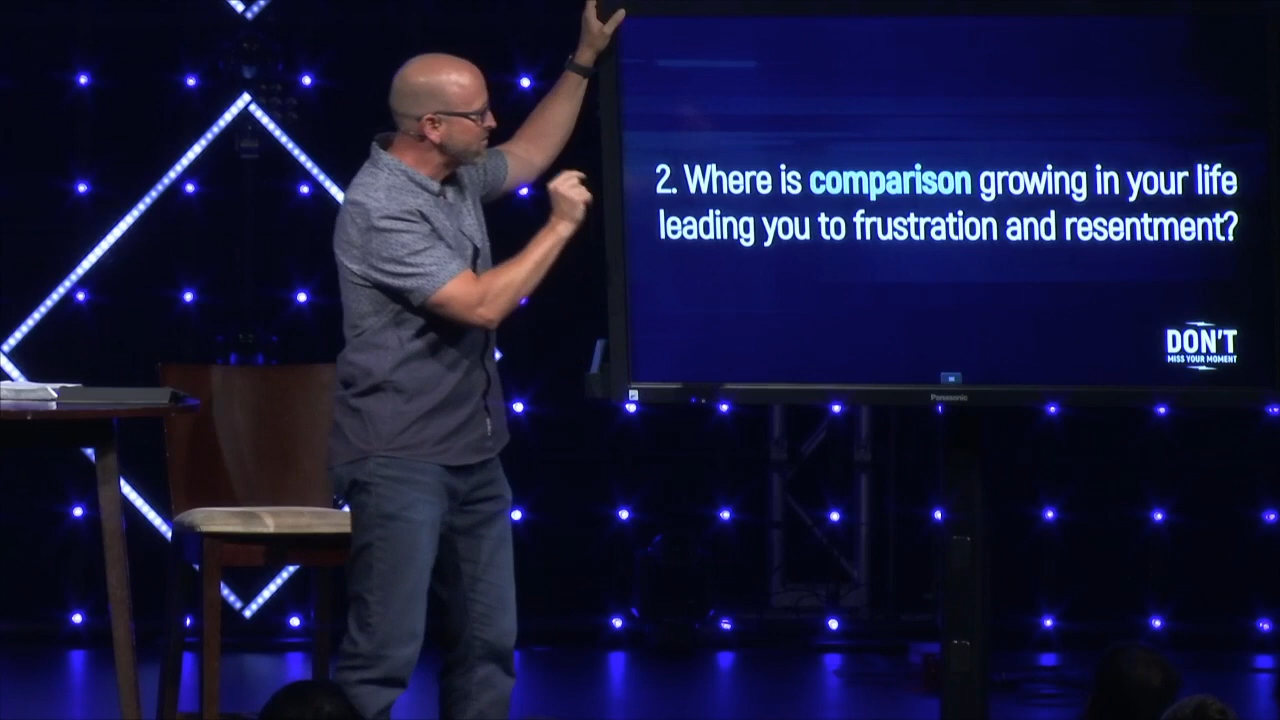 2. Where is comparison growing in your life
leading you to frustration and resentment?
DON'T
MISS YOUR MOMENT
Panasonic